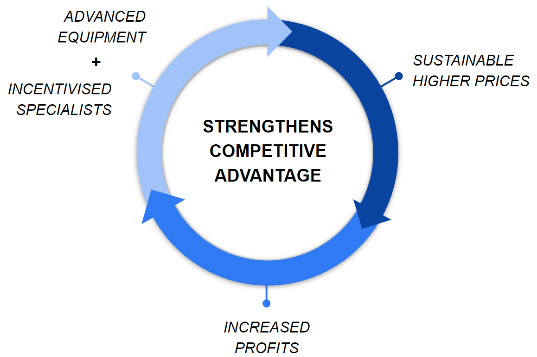 ADVANCED
EQUIPMENT
+
INCENTIVISED
SPECIALISTS
SUSTAINABLE
HIGHER PRICES
STRENGTHENS
COMPETITIVE
ADVANTAGE
INCREASED
PROFITS